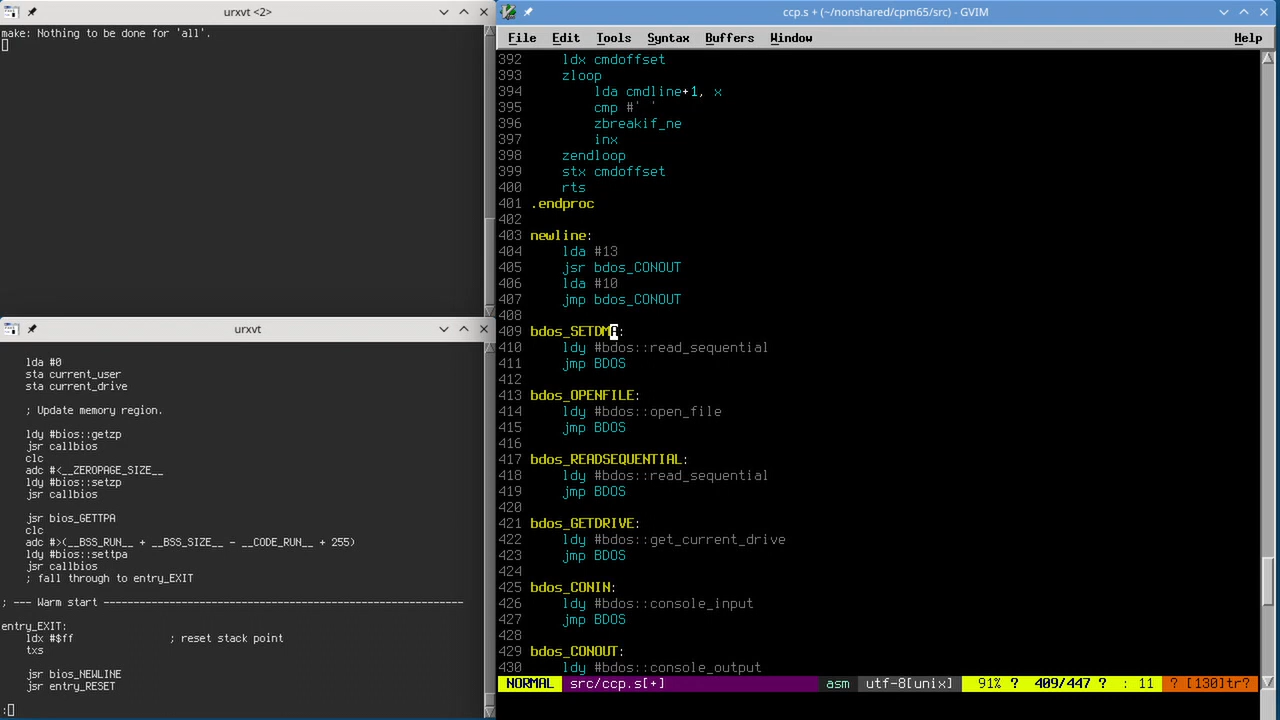 urxvt <2>
make: Nothing to be done for 'all'.
urxvt
    lda #0
    sta current_user
    sta current_drive
    ; Update memory region.
    ldy #bios::getzp
    jsr callbios
    clc
    adc #<__ZEROPAGE_SIZE__
    ldy #bios::setzp
    jsr callbios
    jsr bios_GETTPA
    clc
    adc #>(__BSS_RUN__ + __BSS_SIZE__ - __CODE_RUN__ + 255)
    ldy #bios::settpa
    jsr callbios
    ; fall through to entry_EXIT
; --- Warm start ------------------------------------------------------------
entry_EXIT:
    ldx #$ff                ; reset stack point
    txs
    jsr bios_NEWLINE
    jsr entry_RESET
:
ccp.s + (~/nonshared/cpm65/src) - GVIM
File Edit Tools Syntax Buffers Window Help
392     ldx cmdoffset
393     zloop
394         lda cmdline+1, x
395         cmp #' '
396         zbreakif_ne
397         inx
398     zendloop
399     stx cmdoffset
400     rts
401 .endproc
402
403 newline:
404     lda #13
405     jsr bdos_CONOUT
406     lda #10
407     jmp bdos_CONOUT
408
409 bdos_SETDMA:
410     ldy #bdos::read_sequential
411     jmp BDOS
412
413 bdos_OPENFILE:
414     ldy #bdos::open_file
415     jmp BDOS
416
417 bdos_READSEQUENTIAL:
418     ldy #bdos::read_sequential
419     jmp BDOS
420
421 bdos_GETDRIVE:
422     ldy #bdos::get_current_drive
423     jmp BDOS
424
425 bdos_CONIN:
426     ldy #bdos::console_input
427     jmp BDOS
428
429 bdos_CONOUT:
430     ldy #bdos::console_output
NORMAL src/ccp.s[+] asm utf-8[unix] 91% ? 409/447 ? : 11 ? [130]tr?